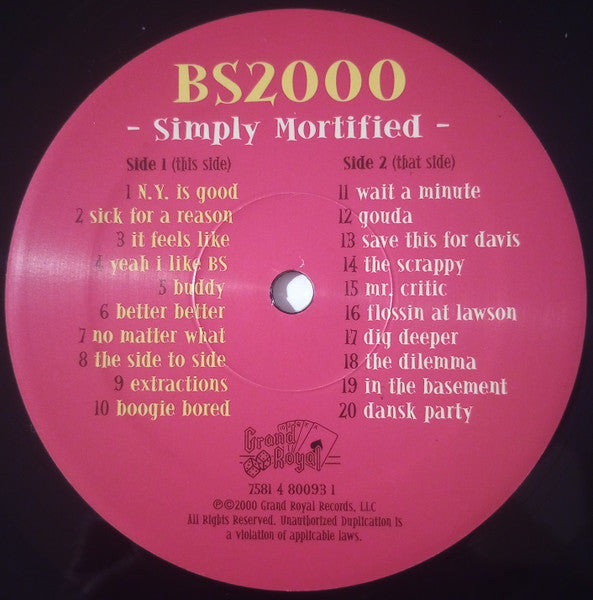 BS2000
- Simply Mortified -
Side 1 (this side)
1 N.Y. is good
2 sick for a reason
3 it feels like
4 yeah i like BS
5 buddy
6 better better
7 no matter what
8 the side to side
9 extractions
10 boogie bored
Side 2 (that side)
11 wait a minute
12 gouda
13 save this for davis
14 the scrappy
15 mr. critic
16 flossin at lawson
17 dig deeper
18 the dilemma
19 in the basement
20 dansk party
Grand
Royal
7581 4 80093 1
℗©2000 Grand Royal Records, LLC
All Rights Reserved. Unauthorized Duplication is
a violation of applicable laws.